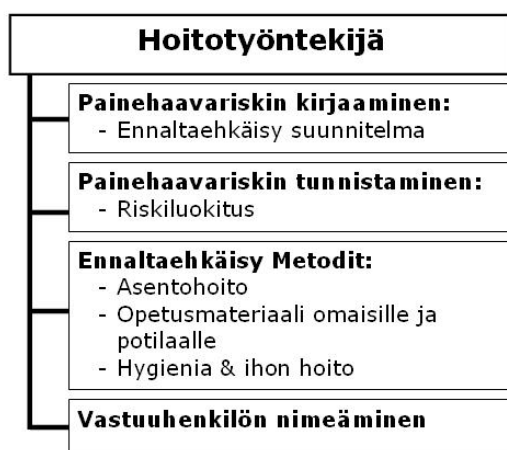 Hoitotyöntekijä
Painehaavariskin kirjaaminen:
- Ennaltaehkäisy suunnitelma
Painehaavariskin tunnistaminen:
- Riskiluokitus
Ennaltaehkäisy Metodit:
- Asentohoito
- Opetusmateriaali omaisille ja
potilaalle
- Hygienia & ihon hoito
Vastuuhenkilön nimeäminen